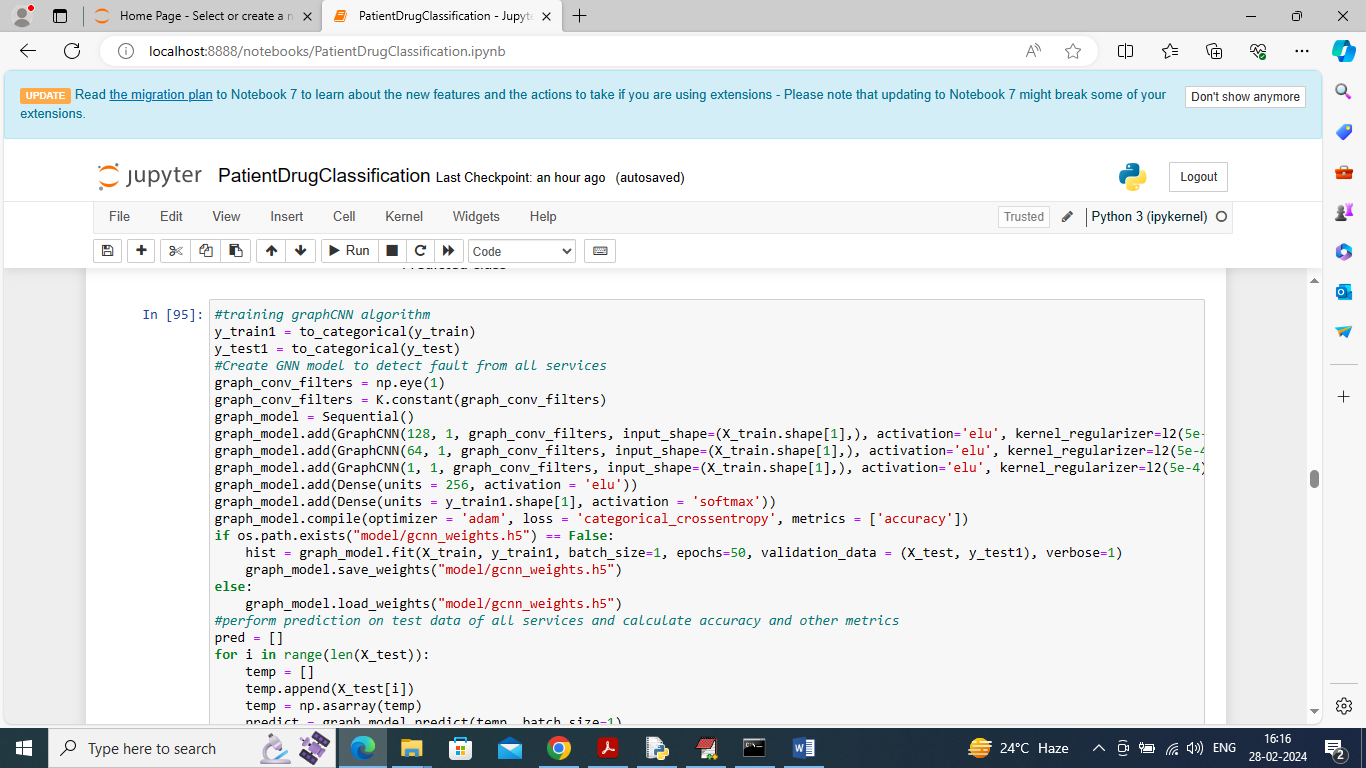 Home Page - Select or create a n
PatientDrugClassification - Jupyt
localhost:8888/notebooks/PatientDrugClassification.ipynb
UPDATE Read the migration plan to Notebook 7 to learn about the new features and the actions to take if you are using extensions - Please note that updating to Notebook 7 might break some of your
extensions.
Don't show anymore
jupyter PatientDrugClassification Last Checkpoint: an hour ago (autosaved)
Logout
File Edit View Insert Cell Kernel Widgets Help
Trusted Python 3 (ipykernel)
Run Code
Predicted class
In [95]:
#training graphCNN algorithm
y_train1 = to_categorical(y_train)
y_test1 = to_categorical(y_test)
#Create GNN model to detect fault from all services
graph_conv_filters = np.eye(1)
graph_conv_filters = K.constant(graph_conv_filters)
graph_model = Sequential()
graph_model.add(GraphCNN(128, 1, graph_conv_filters, input_shape=(X_train.shape[1],), activation='elu', kernel_regularizer=l2(5e-
graph_model.add(GraphCNN(64, 1, graph_conv_filters, input_shape=(X_train.shape[1],), activation='elu', kernel_regularizer=l2(5e-4
graph_model.add(GraphCNN(1, 1, graph_conv_filters, input_shape=(X_train.shape[1],), activation='elu', kernel_regularizer=l2(5e-4)
graph_model.add(Dense(units = 256, activation = 'elu'))
graph_model.add(Dense(units = y_train1.shape[1], activation = 'softmax'))
graph_model.compile(optimizer = 'adam', loss = 'categorical_crossentropy', metrics = ['accuracy'])
if os.path.exists("model/gcnn_weights.h5") == False:
    hist = graph_model.fit(X_train, y_train1, batch_size=1, epochs=50, validation_data = (X_test, y_test1), verbose=1)
    graph_model.save_weights("model/gcnn_weights.h5")
else:
    graph_model.load_weights("model/gcnn_weights.h5")
#perform prediction on test data of all services and calculate accuracy and other metrics
pred = []
for i in range(len(X_test)):
    temp = []
    temp.append(X_test[i])
    temp = np.asarray(temp)
    predict = graph_model.predict(temp, batch_size=1)
Type here to search
24°C Haze
ENG
16:16
28-02-2024
2